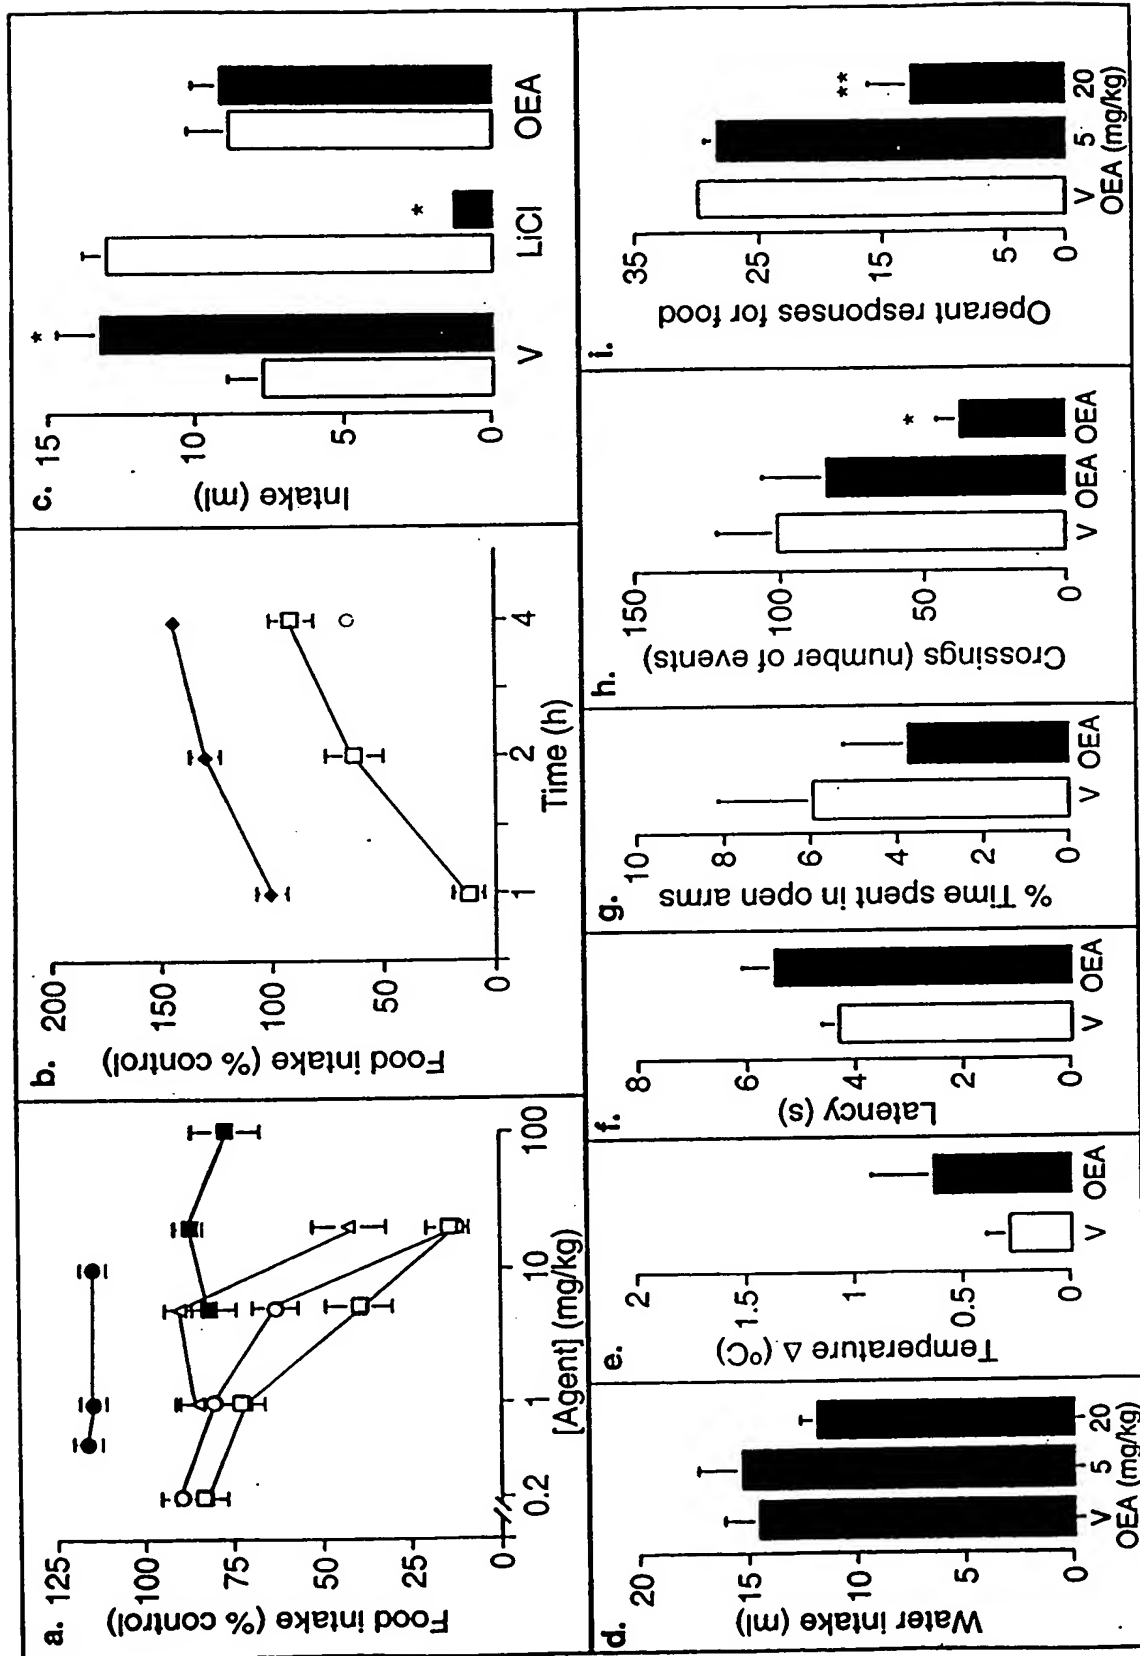 a.
Food intake (% control)
125
100
75
50
25
0
0.2
1
10
100
[Agent] (mg/kg)
b.
Food intake (% control)
200
150
100
50
0
1
2
4
Time (h)
c.
Intake (ml)
15
10
5
0
*
*
V
LiCl
OEA
d.
Water intake (ml)
20
15
10
5
0
V
5
20
OEA (mg/kg)
e.
Temperature Δ (ºC)
2
1.5
1
0.5
0
V
OEA
f.
Latency (s)
8
6
4
2
0
V
OEA
g.
% Time spent in open arms
10
8
6
4
2
0
V
OEA
h.
Crossings (number of events)
150
100
50
0
*
V
OEA
OEA
i.
Operant responses for food
35
25
15
5
0
**
V
5
20
OEA (mg/kg)